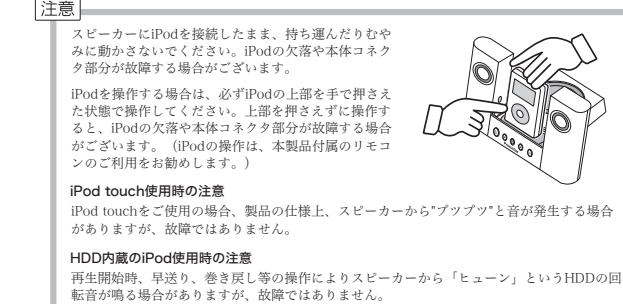 注意
スピーカーにiPodを接続したまま、持ち運んだりむや
みに動かさないでください。iPodの欠落や本体コネク
タ部分が故障する場合がございます。
iPodを操作する場合は、必ずiPodの上部を手で押さえ
た状態で操作してください。上部を押さえずに操作す
ると、iPodの欠落や本体コネクタ部分が故障する場合
がございます。（iPodの操作は、本製品付属のリモコ
ンのご利用をお勧めします。）
iPod touch使用時の注意
iPod touchをご使用の場合、製品の仕様上、スピーカーから"プツプツ"と音が発生する場合
がありますが、故障ではありません。
HDD内蔵のiPod使用時の注意
再生開始時、早送り、巻き戻し等の操作によりスピーカーから「ヒューン」というHDDの回
転音が鳴る場合がありますが、故障ではありません。